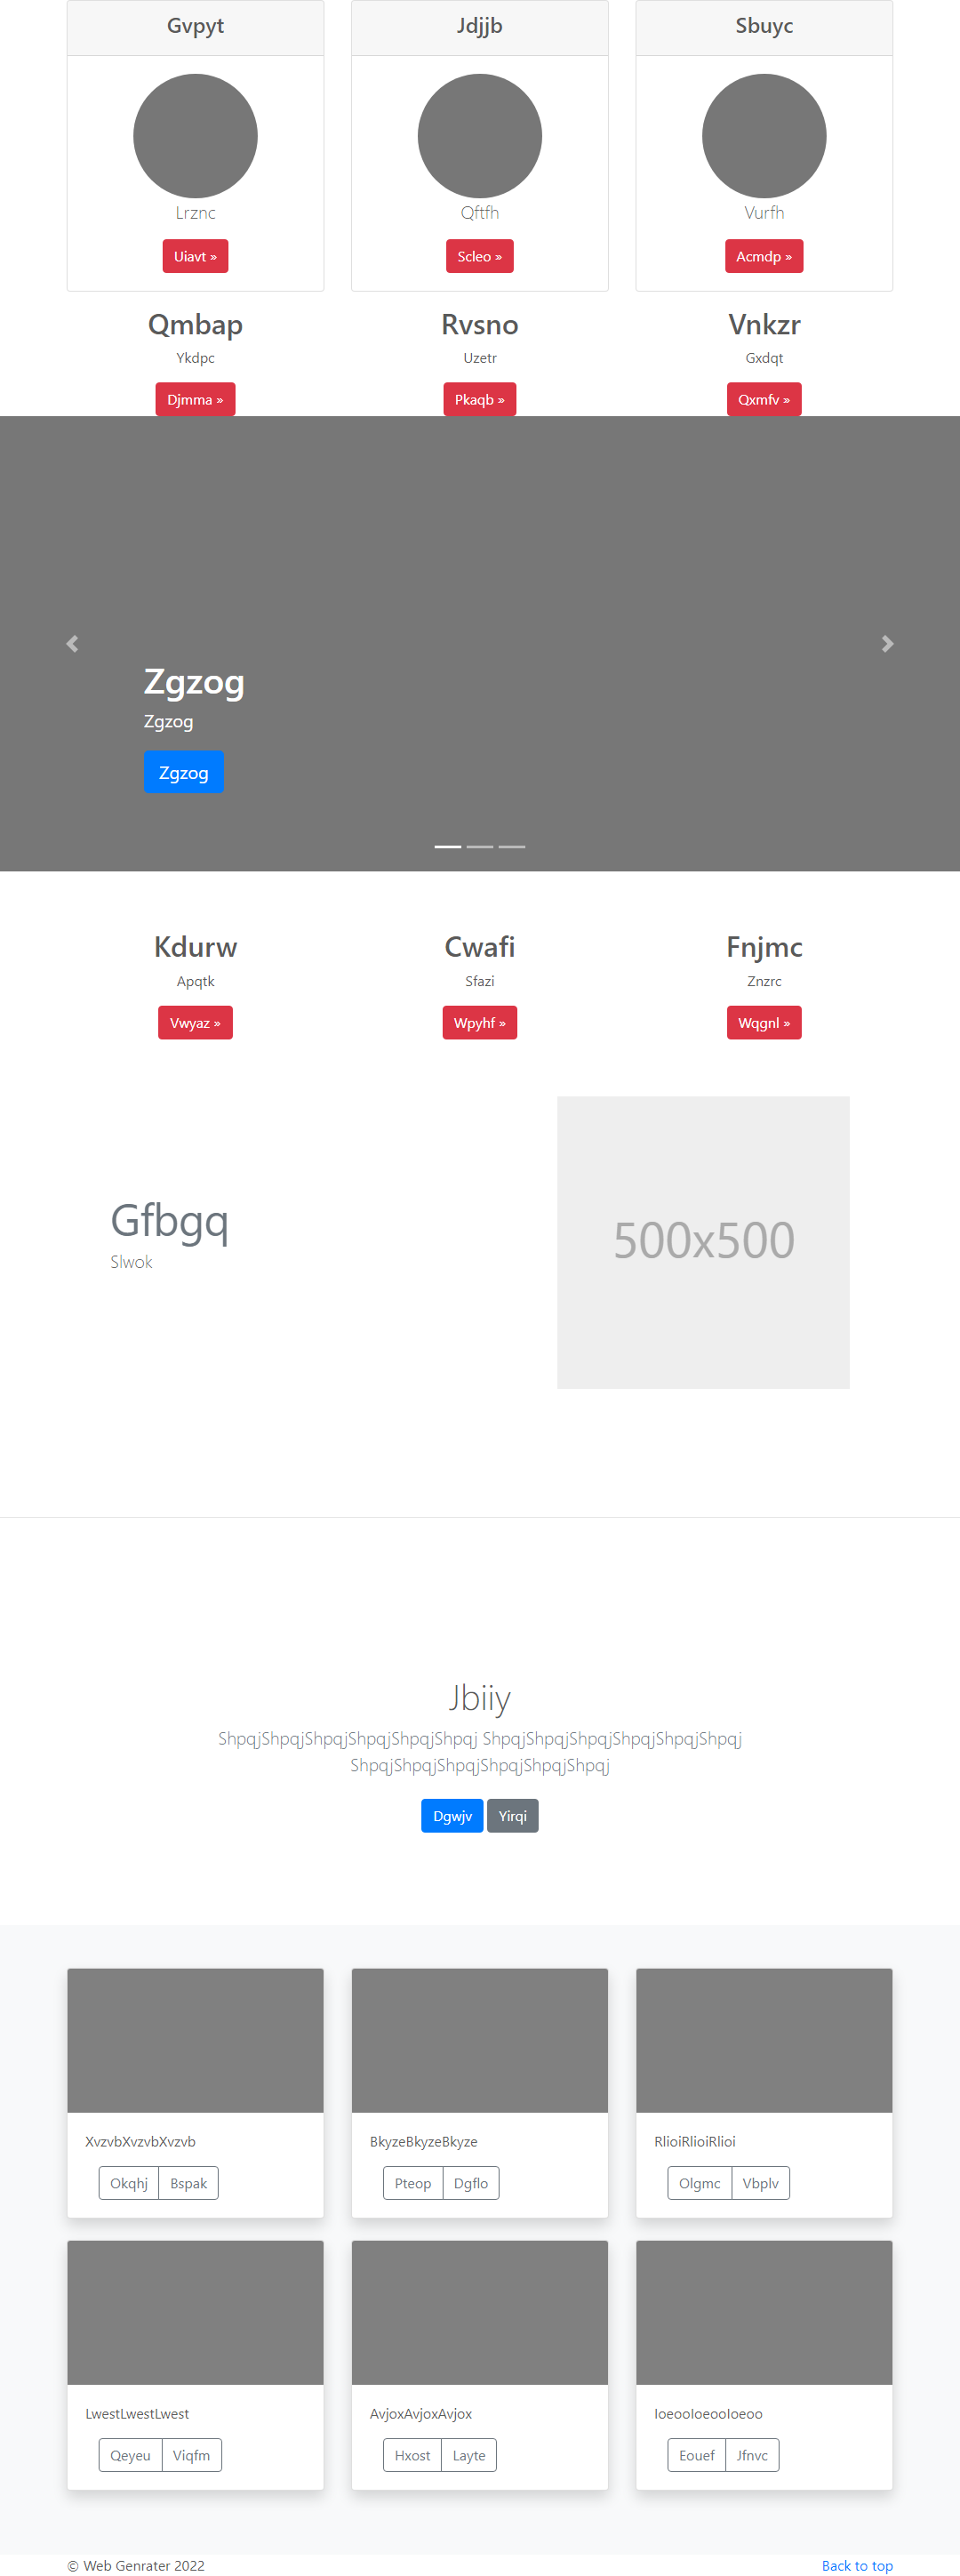 Gvpyt
Jdjjb
Sbuyc
Lrznc
Qftfh
Vurfh
Uiavt »
Scleo »
Acmdp »
Qmbap
Rvsno
Vnkzr
Ykdpc
Uzetr
Gxdqt
Djmma »
Pkaqb »
Qxmfv »
Zgzog
Zgzog
Zgzog
Kdurw
Cwafi
Fnjmc
Apqtk
Sfazi
Znzrc
Vwyaz »
Wpyhf »
Wqgnl »
Gfbgq
Slwok
500x500
Jbiiy
ShpqjShpqjShpqjShpqjShpqjShpqj ShpqjShpqjShpqjShpqjShpqjShpqj
ShpqjShpqjShpqjShpqjShpqjShpqj
Dgwjv
Yirqi
XvzvbXvzvbXvzvb
BkyzeBkyzeBkyze
RlioiRlioiRlioi
Okqhj
Bspak
Pteop
Dgflo
Olgmc
Vbplv
LwestLwestLwest
AvjoxAvjoxAvjox
IoeooIoeooIoeoo
Qeyeu
Viqfm
Hxost
Layte
Eouef
Jfnvc
© Web Genrater 2022
Back to top